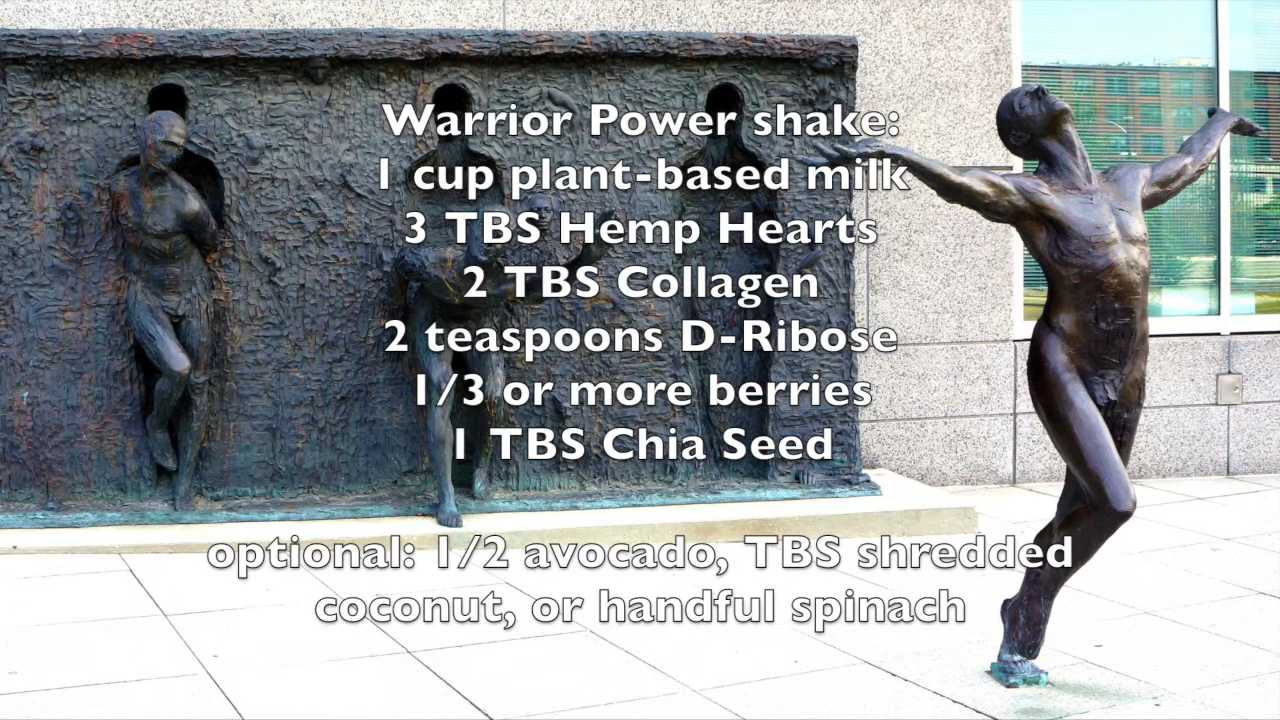 Warrior Power shake:
1 cup plant-based milk
3 TBS Hemp Hearts
2 TBS Collagen
2 teaspoons D-Ribose
1/3 or more berries
1 TBS Chia Seed
optional: 1/2 avocado, TBS shredded
coconut, or handful spinach